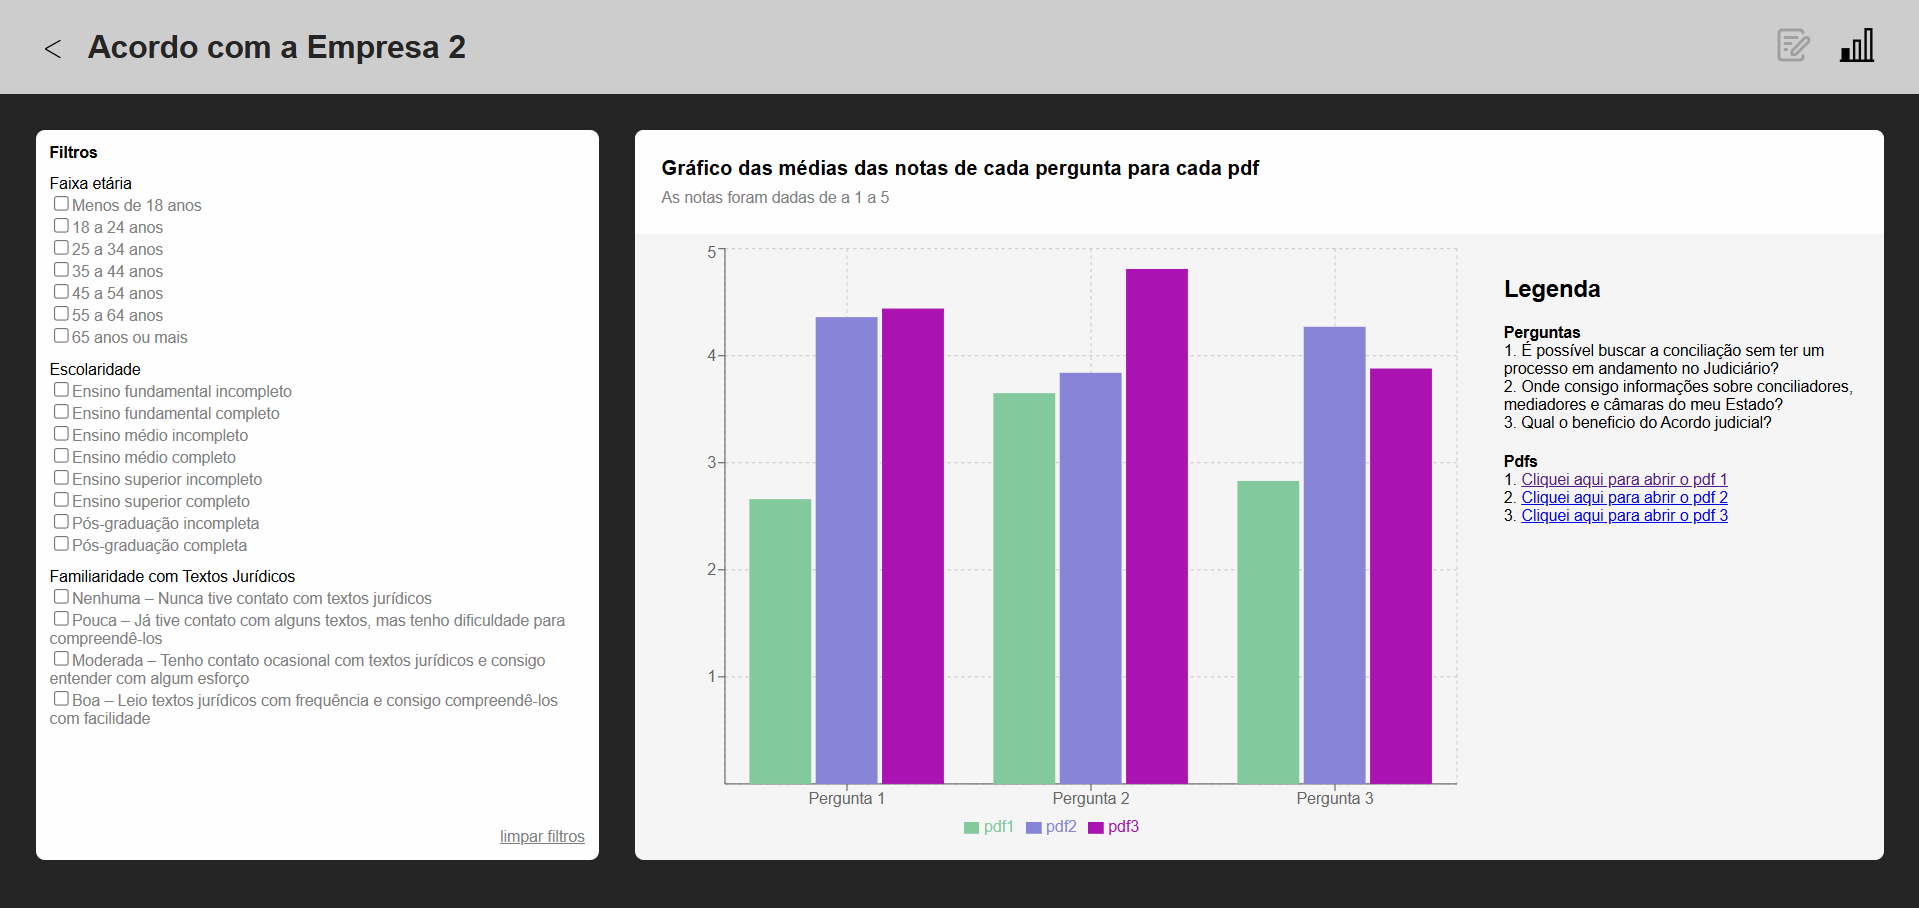 < Acordo com a Empresa 2
Filtros
Faixa etária
Menos de 18 anos
18 a 24 anos
25 a 34 anos
35 a 44 anos
45 a 54 anos
55 a 64 anos
65 anos ou mais
Escolaridade
Ensino fundamental incompleto
Ensino fundamental completo
Ensino médio incompleto
Ensino médio completo
Ensino superior incompleto
Ensino superior completo
Pós-graduação incompleta
Pós-graduação completa
Familiaridade com Textos Jurídicos
Nenhuma – Nunca tive contato com textos jurídicos
Pouca – Já tive contato com alguns textos, mas tenho dificuldade para
compreendê-los
Moderada – Tenho contato ocasional com textos jurídicos e consigo
entender com algum esforço
Boa – Leio textos jurídicos com frequência e consigo compreendê-los
com facilidade
limpar filtros
Gráfico das médias das notas de cada pergunta para cada pdf
As notas foram dadas de a 1 a 5
5
4
3
2
1
Pergunta 1
Pergunta 2
Pergunta 3
pdf1 pdf2 pdf3
Legenda
Perguntas
1. É possível buscar a conciliação sem ter um
processo em andamento no Judiciário?
2. Onde consigo informações sobre conciliadores,
mediadores e câmaras do meu Estado?
3. Qual o beneficio do Acordo judicial?
Pdfs
1. Cliquei aqui para abrir o pdf 1
2. Cliquei aqui para abrir o pdf 2
3. Cliquei aqui para abrir o pdf 3